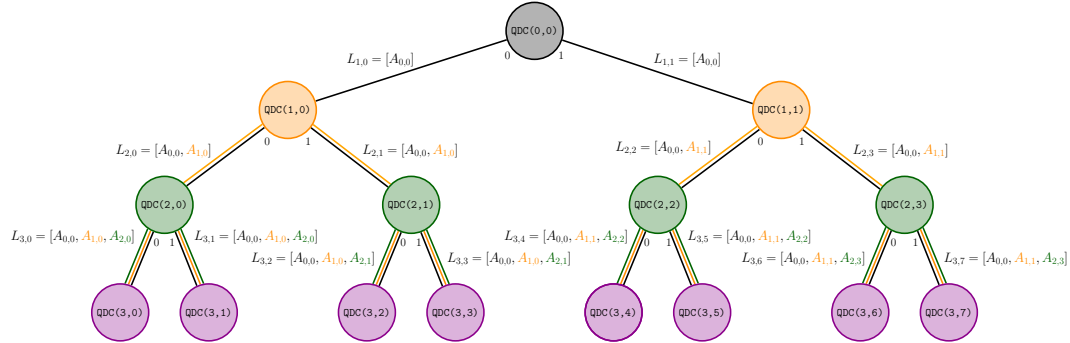 QDC(0,0)
0 1
L_{1,0} = [A_{0,0}]
L_{1,1} = [A_{0,0}]
QDC(1,0)
0 1
QDC(1,1)
0 1
L_{2,0} = [A_{0,0}, A_{1,0}]
L_{2,1} = [A_{0,0}, A_{1,0}]
L_{2,2} = [A_{0,0}, A_{1,1}]
L_{2,3} = [A_{0,0}, A_{1,1}]
QDC(2,0)
0 1
QDC(2,1)
0 1
QDC(2,2)
0 1
QDC(2,3)
0 1
L_{3,0} = [A_{0,0}, A_{1,0}, A_{2,0}]
L_{3,1} = [A_{0,0}, A_{1,0}, A_{2,0}]
L_{3,2} = [A_{0,0}, A_{1,0}, A_{2,1}]
L_{3,3} = [A_{0,0}, A_{1,0}, A_{2,1}]
L_{3,4} = [A_{0,0}, A_{1,1}, A_{2,2}]
L_{3,5} = [A_{0,0}, A_{1,1}, A_{2,2}]
L_{3,6} = [A_{0,0}, A_{1,1}, A_{2,3}]
L_{3,7} = [A_{0,0}, A_{1,1}, A_{2,3}]
QDC(3,0)
QDC(3,1)
QDC(3,2)
QDC(3,3)
QDC(3,4)
QDC(3,5)
QDC(3,6)
QDC(3,7)